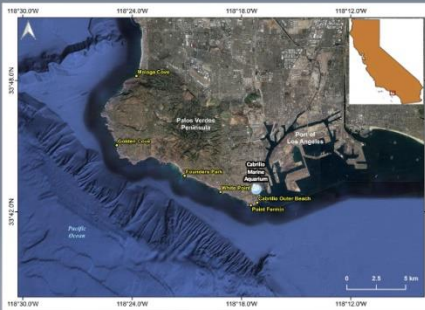 118°30.0'W 118°24.0'W 118°18.0'W 118°12.0'W
33°48.0'N
33°42.0'N
Malaga Cove
Palos Verdes
Peninsula
Port of
Los Angeles
Cabrillo
Marine
Aquarium
Founders Park
White Point
Cabrillo Outer Beach
Point Fermin
Pacific
Ocean
0 2.5 5 km
118°30.0'W 118°24.0'W 118°18.0'W 118°12.0'W